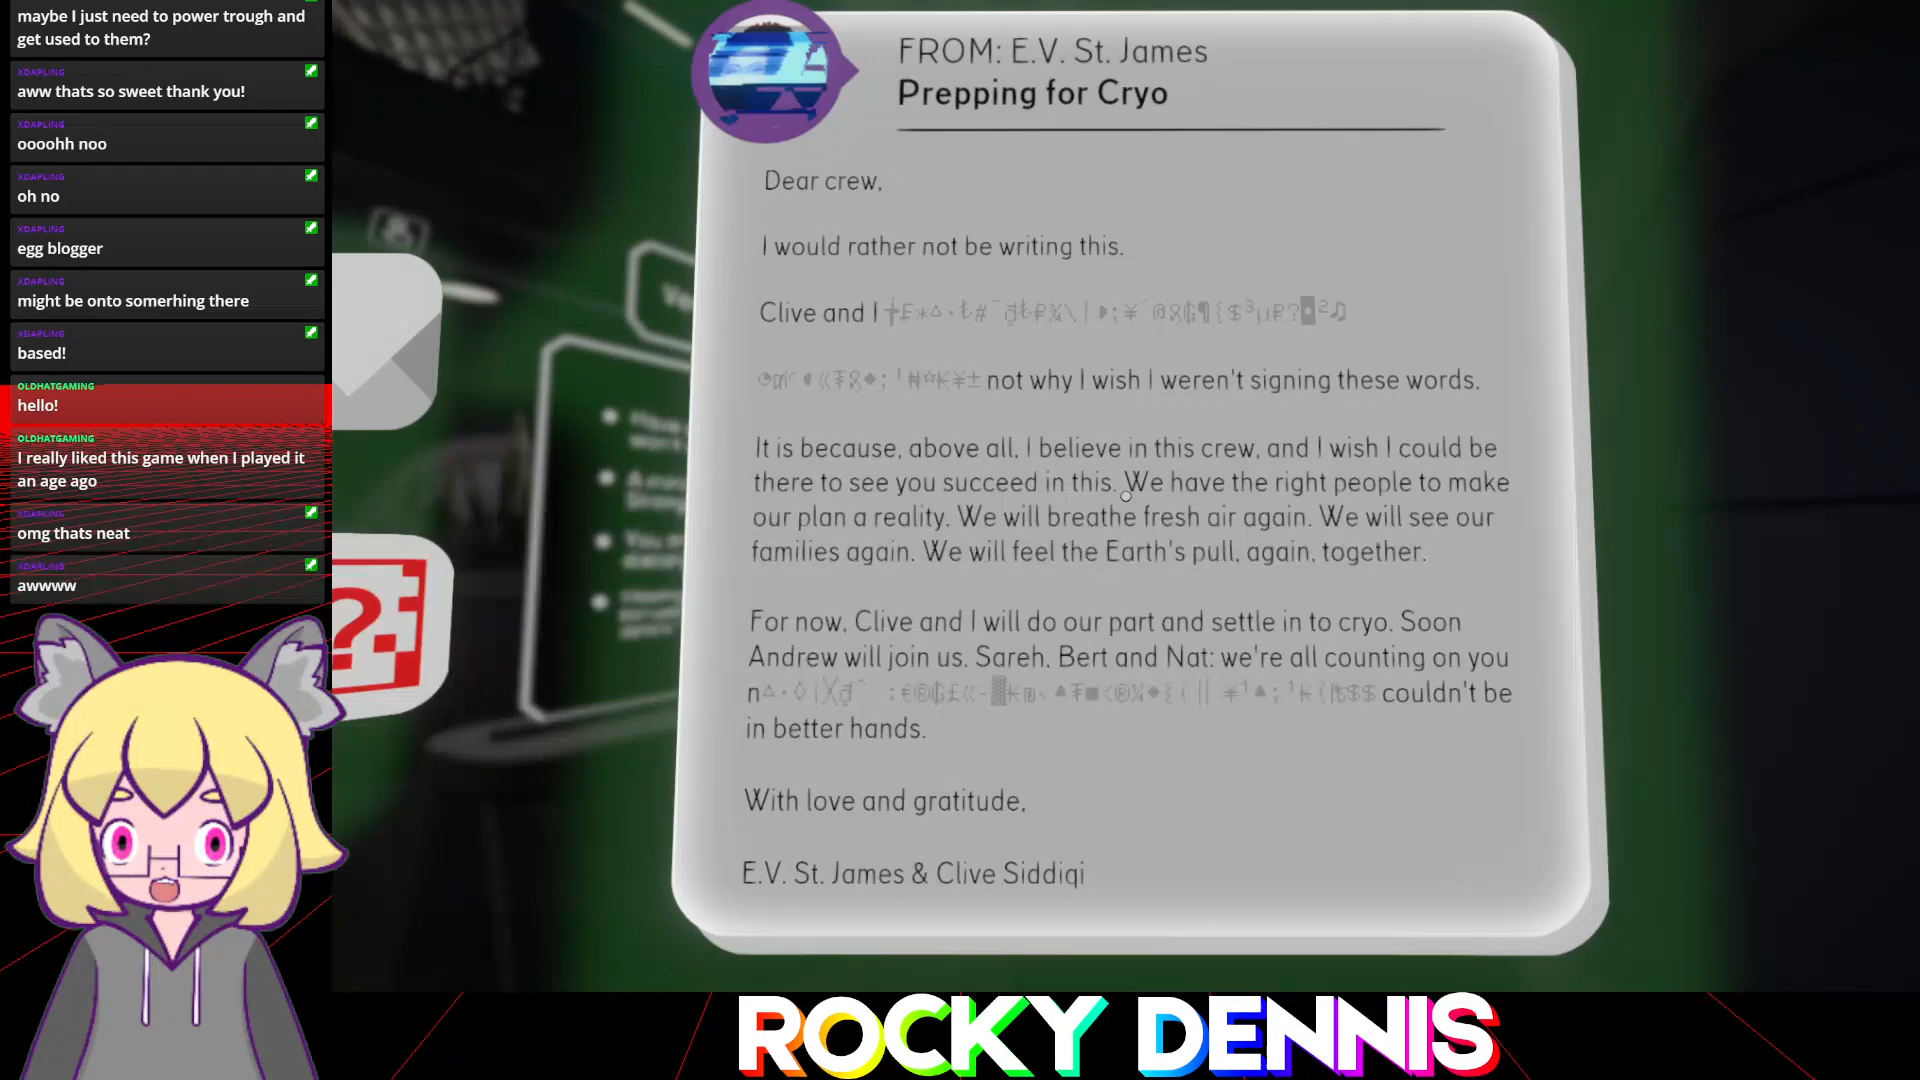 maybe I just need to power trough and
get used to them?
XDAPLING
aww thats so sweet thank you!
XDAPLING
oooohh noo
XDAPLING
oh no
XDAPLING
egg blogger
XDAPLING
might be onto somerhing there
XDAPLING
based!
OLDHATGAMING
hello!
OLDHATGAMING
I really liked this game when I played it
an age ago
XDAPLING
omg thats neat
XDAPLING
awwww
FROM: E.V. St. James
Prepping for Cryo
Dear crew,
I would rather not be writing this.
Clive and I
not why I wish I weren't signing these words.
It is because, above all, I believe in this crew, and I wish I could be
there to see you succeed in this. We have the right people to make
our plan a reality. We will breathe fresh air again. We will see our
families again. We will feel the Earth's pull, again, together.
For now, Clive and I will do our part and settle in to cryo. Soon
Andrew will join us. Sareh, Bert and Nat: we're all counting on you
n couldn't be
in better hands.
With love and gratitude,
E.V. St. James & Clive Siddiqi
?
ROCKY DENNIS